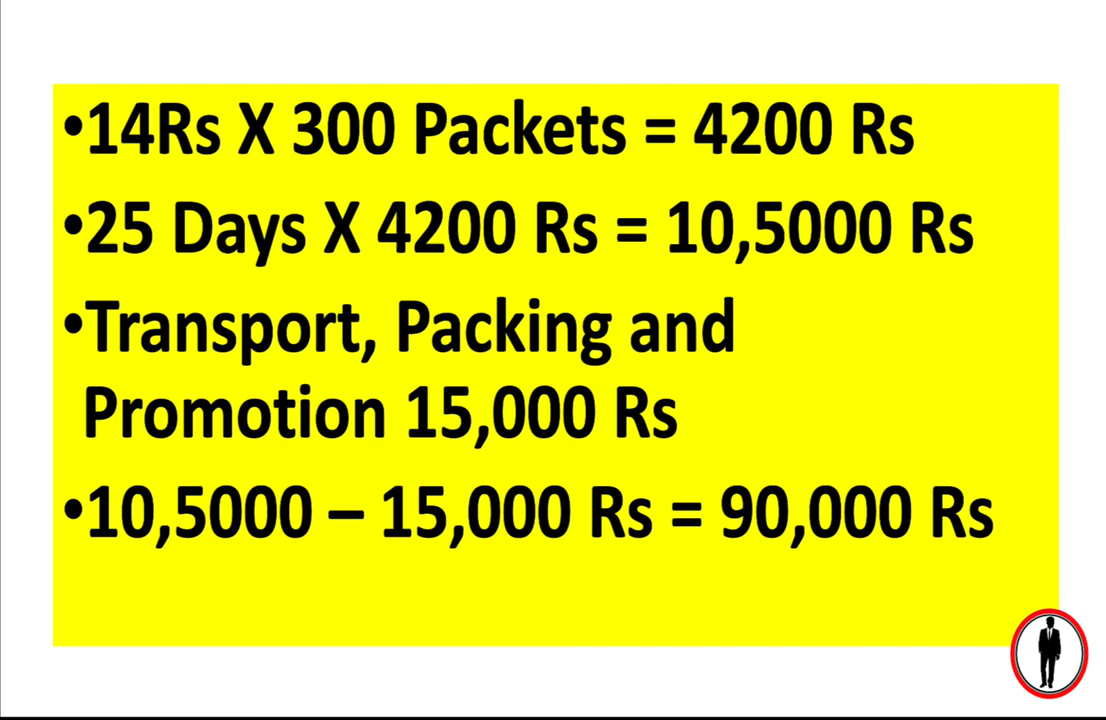 •14Rs X 300 Packets = 4200 Rs
•25 Days X 4200 Rs = 10,5000 Rs
•Transport, Packing and
Promotion 15,000 Rs
•10,5000 – 15,000 Rs = 90,000 Rs